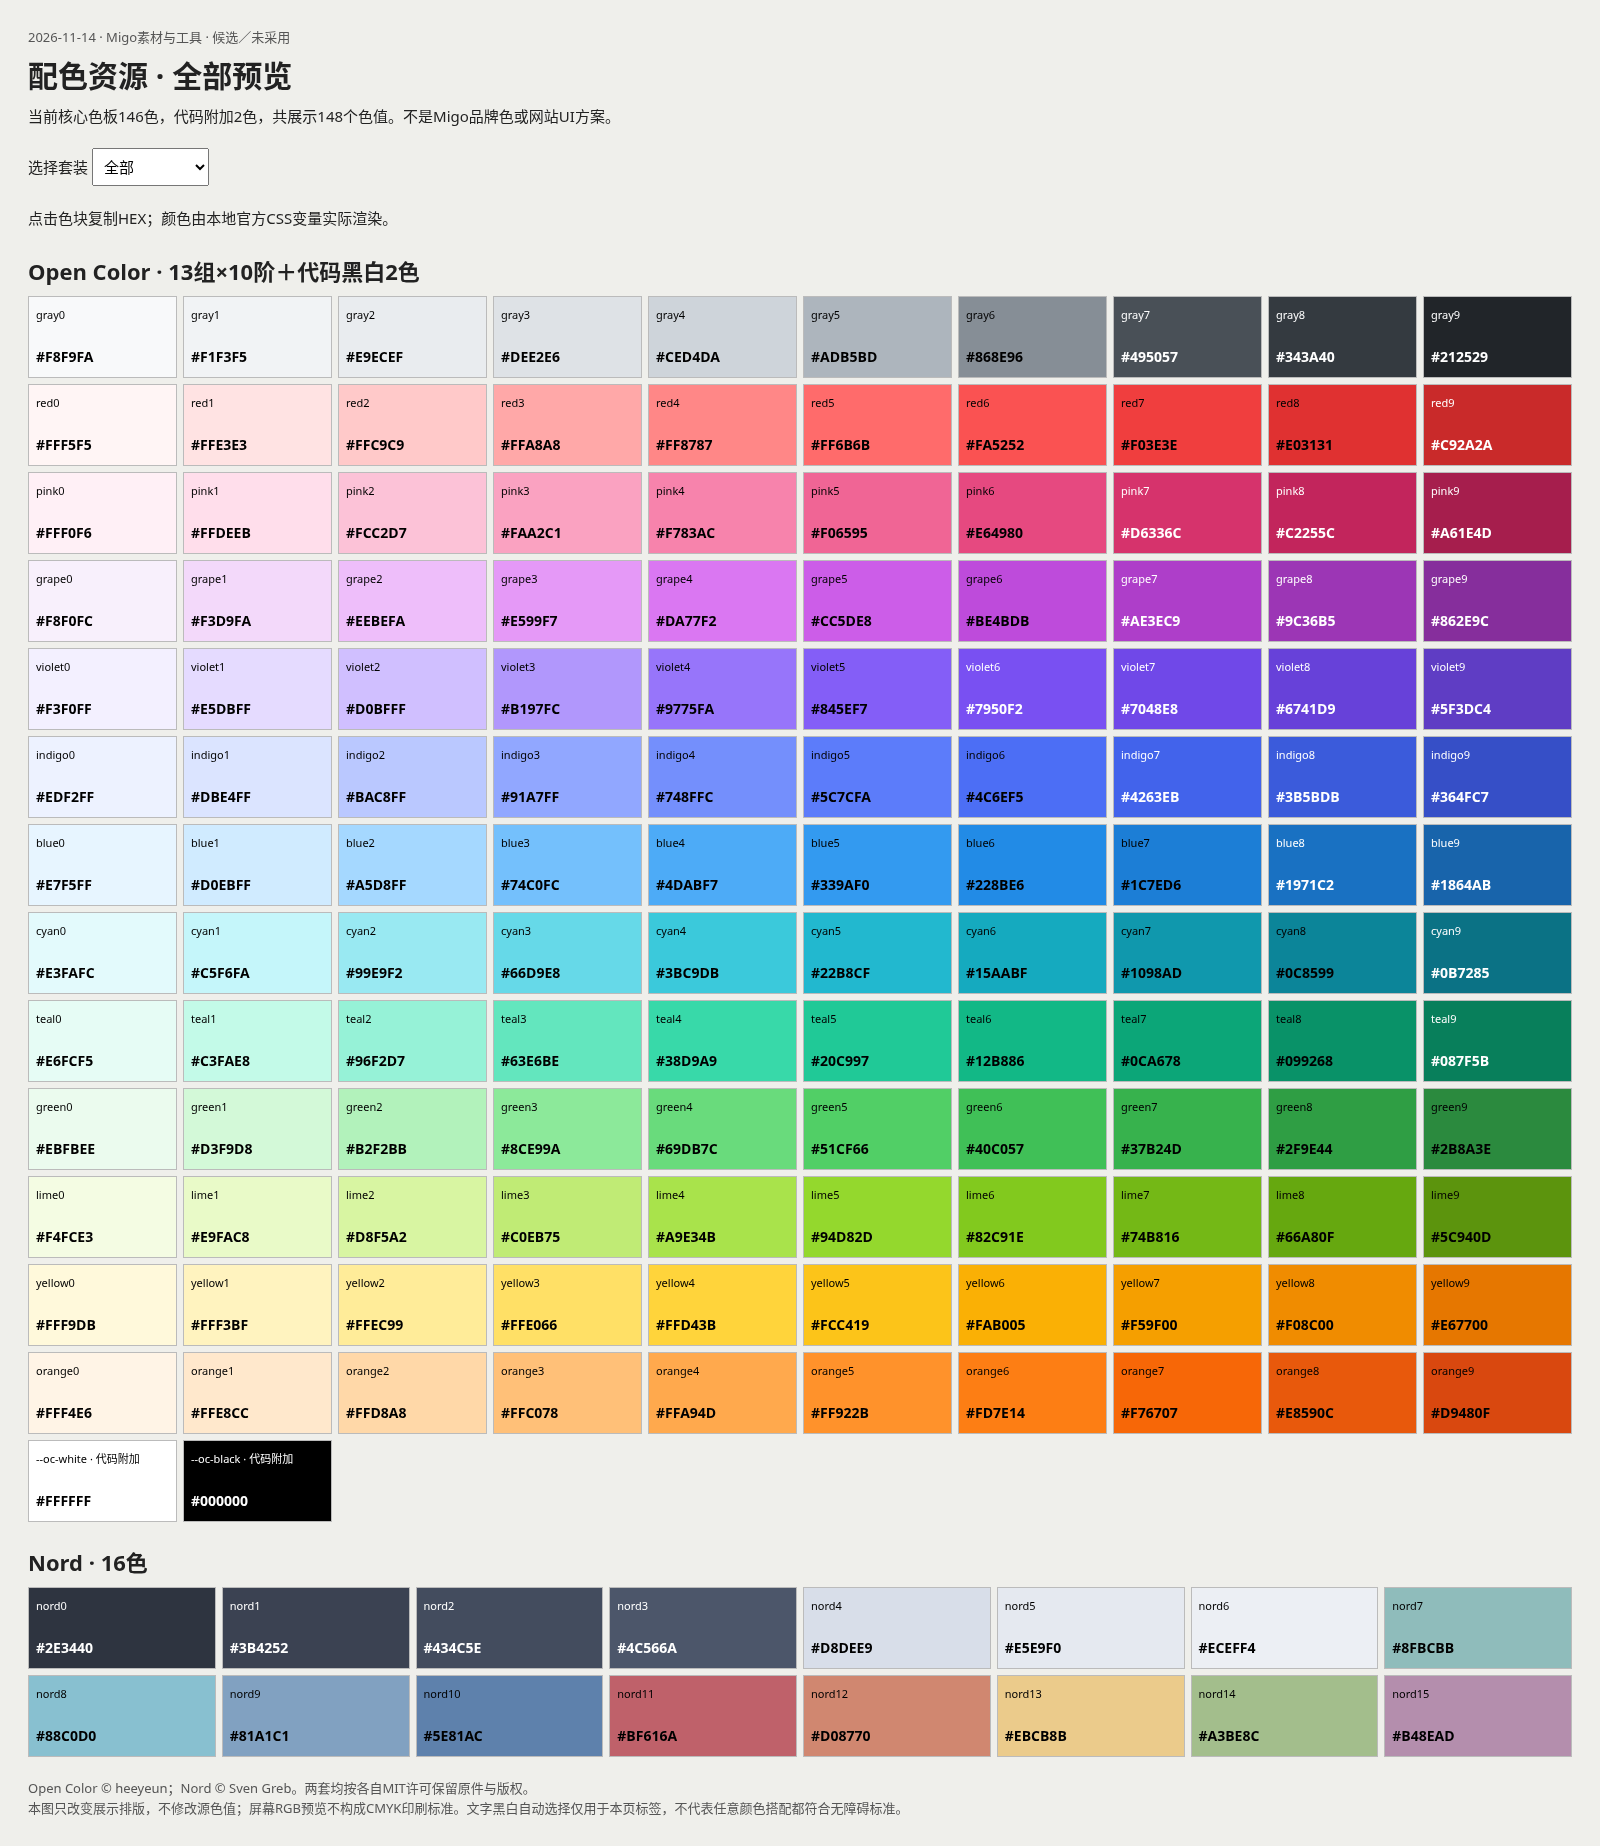 2026-11-14 · Migo素材与工具 · 候选／未采用
配色资源 · 全部预览
当前核心色板146色，代码附加2色，共展示148个色值。不是Migo品牌色或网站UI方案。
选择套装 全部
点击色块复制HEX；颜色由本地官方CSS变量实际渲染。
Open Color · 13组×10阶＋代码黑白2色
gray0 gray1 gray2 gray3 gray4 gray5 gray6 gray7 gray8 gray9
#F8F9FA #F1F3F5 #E9ECEF #DEE2E6 #CED4DA #ADB5BD #868E96 #495057 #343A40 #212529
red0 red1 red2 red3 red4 red5 red6 red7 red8 red9
#FFF5F5 #FFE3E3 #FFC9C9 #FFA8A8 #FF8787 #FF6B6B #FA5252 #F03E3E #E03131 #C92A2A
pink0 pink1 pink2 pink3 pink4 pink5 pink6 pink7 pink8 pink9
#FFF0F6 #FFDEEB #FCC2D7 #FAA2C1 #F783AC #F06595 #E64980 #D6336C #C2255C #A61E4D
grape0 grape1 grape2 grape3 grape4 grape5 grape6 grape7 grape8 grape9
#F8F0FC #F3D9FA #EEBEFA #E599F7 #DA77F2 #CC5DE8 #BE4BDB #AE3EC9 #9C36B5 #862E9C
violet0 violet1 violet2 violet3 violet4 violet5 violet6 violet7 violet8 violet9
#F3F0FF #E5DBFF #D0BFFF #B197FC #9775FA #845EF7 #7950F2 #7048E8 #6741D9 #5F3DC4
indigo0 indigo1 indigo2 indigo3 indigo4 indigo5 indigo6 indigo7 indigo8 indigo9
#EDF2FF #DBE4FF #BAC8FF #91A7FF #748FFC #5C7CFA #4C6EF5 #4263EB #3B5BDB #364FC7
blue0 blue1 blue2 blue3 blue4 blue5 blue6 blue7 blue8 blue9
#E7F5FF #D0EBFF #A5D8FF #74C0FC #4DABF7 #339AF0 #228BE6 #1C7ED6 #1971C2 #1864AB
cyan0 cyan1 cyan2 cyan3 cyan4 cyan5 cyan6 cyan7 cyan8 cyan9
#E3FAFC #C5F6FA #99E9F2 #66D9E8 #3BC9DB #22B8CF #15AABF #1098AD #0C8599 #0B7285
teal0 teal1 teal2 teal3 teal4 teal5 teal6 teal7 teal8 teal9
#E6FCF5 #C3FAE8 #96F2D7 #63E6BE #38D9A9 #20C997 #12B886 #0CA678 #099268 #087F5B
green0 green1 green2 green3 green4 green5 green6 green7 green8 green9
#EBFBEE #D3F9D8 #B2F2BB #8CE99A #69DB7C #51CF66 #40C057 #37B24D #2F9E44 #2B8A3E
lime0 lime1 lime2 lime3 lime4 lime5 lime6 lime7 lime8 lime9
#F4FCE3 #E9FAC8 #D8F5A2 #C0EB75 #A9E34B #94D82D #82C91E #74B816 #66A80F #5C940D
yellow0 yellow1 yellow2 yellow3 yellow4 yellow5 yellow6 yellow7 yellow8 yellow9
#FFF9DB #FFF3BF #FFEC99 #FFE066 #FFD43B #FCC419 #FAB005 #F59F00 #F08C00 #E67700
orange0 orange1 orange2 orange3 orange4 orange5 orange6 orange7 orange8 orange9
#FFF4E6 #FFE8CC #FFD8A8 #FFC078 #FFA94D #FF922B #FD7E14 #F76707 #E8590C #D9480F
--oc-white · 代码附加 --oc-black · 代码附加
#FFFFFF #000000
Nord · 16色
nord0 nord1 nord2 nord3 nord4 nord5 nord6 nord7
#2E3440 #3B4252 #434C5E #4C566A #D8DEE9 #E5E9F0 #ECEFF4 #8FBCBB
nord8 nord9 nord10 nord11 nord12 nord13 nord14 nord15
#88C0D0 #81A1C1 #5E81AC #BF616A #D08770 #EBCB8B #A3BE8C #B48EAD
Open Color © heeyeun；Nord © Sven Greb。两套均按各自MIT许可保留原件与版权。
本图只改变展示排版，不修改源色值；屏幕RGB预览不构成CMYK印刷标准。文字黑白自动选择仅用于本页标签，不代表任意颜色搭配都符合无障碍标准。